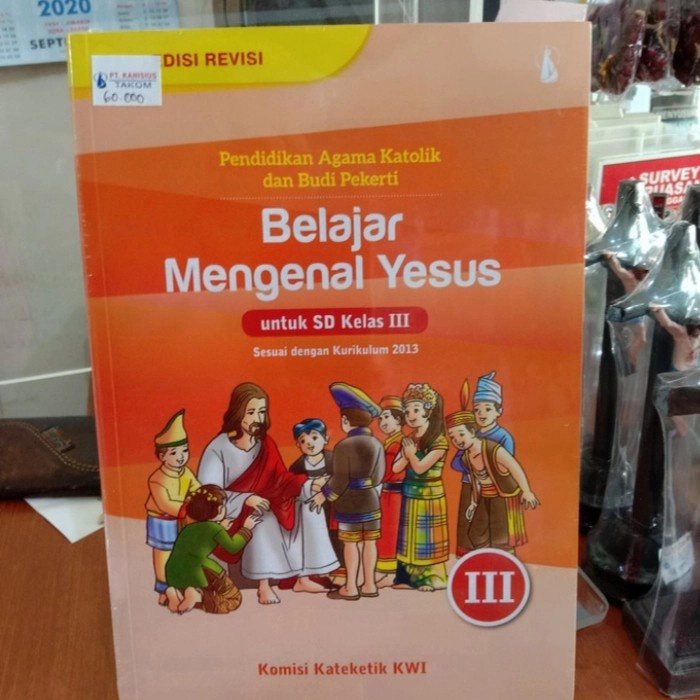 2020
SEPT
EDISI REVISI
PT. KANISIUS
TAKOM
60.000
Pendidikan Agama Katolik
dan Budi Pekerti
Belajar
Mengenal Yesus
untuk SD Kelas III
Sesuai dengan Kurikulum 2013
III
Komisi Kateketik KWI
SURVEY